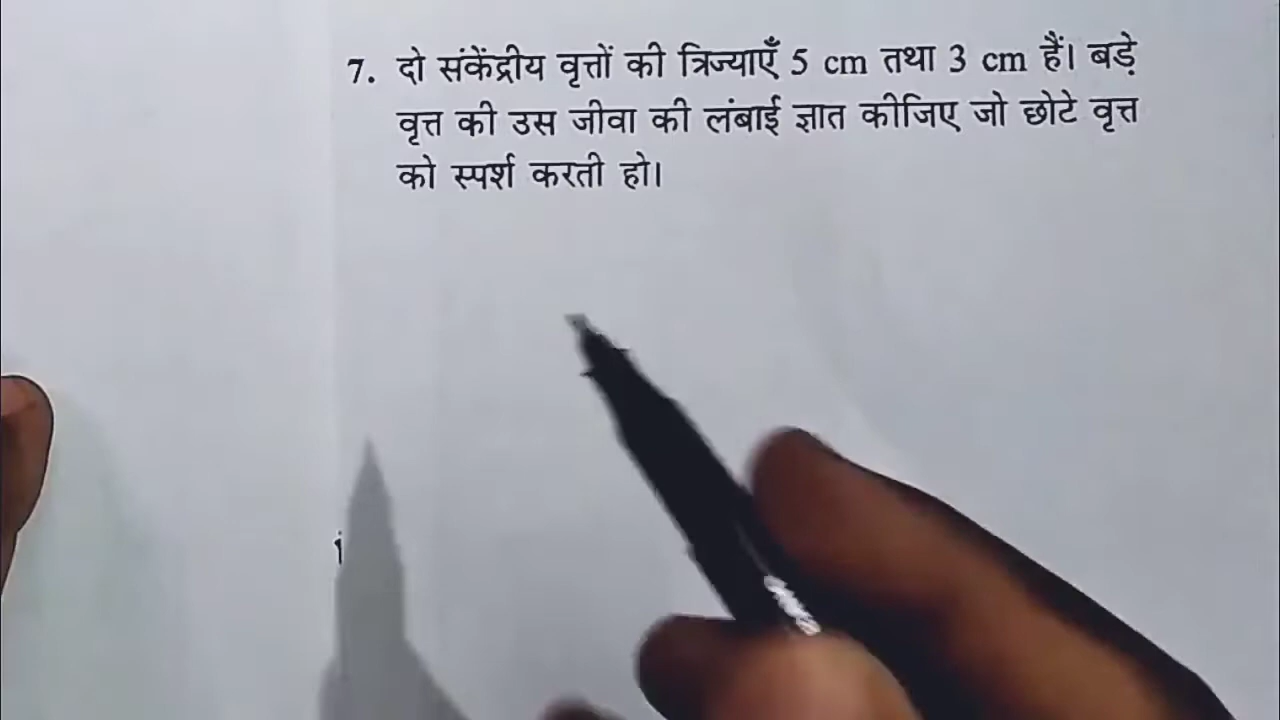 7. दो संकेंद्रीय वृत्तों की त्रिज्याएँ 5 cm तथा 3 cm हैं। बड़े
वृत्त की उस जीवा की लंबाई ज्ञात कीजिए जो छोटे वृत्त
को स्पर्श करती हो।